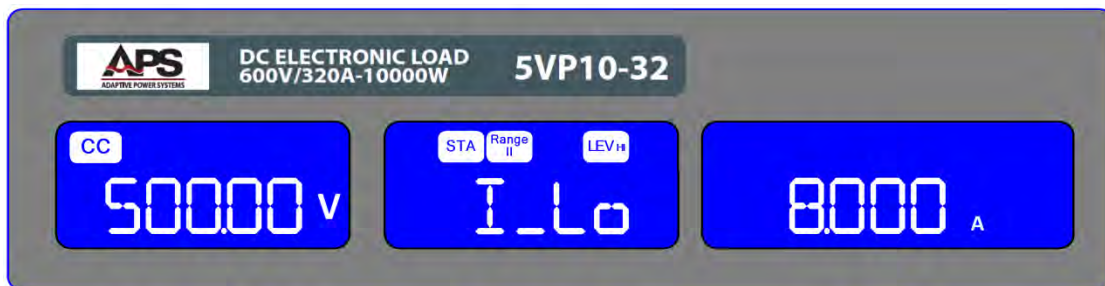 APS
ADAPTIVE POWER SYSTEMS
DC ELECTRONIC LOAD
600V/320A-10000W
5VP10-32
CC
500.00 V
STA Range II LEV HI
I_Lo
8.000 A